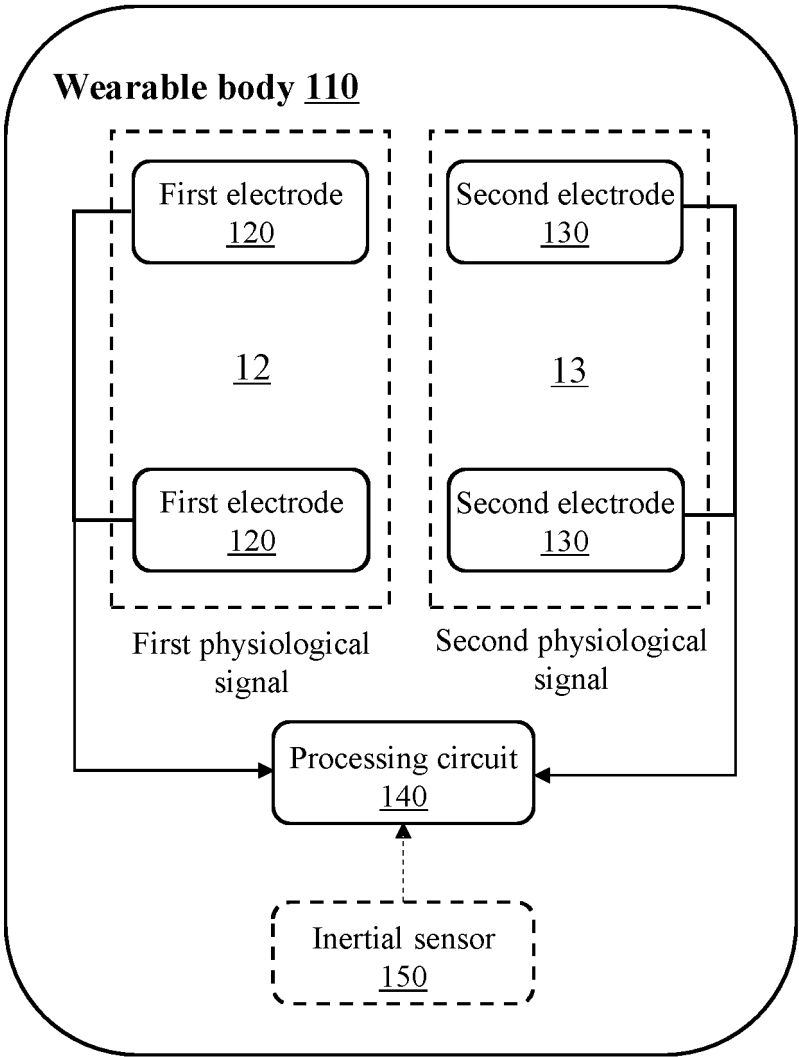 Wearable body 110
First electrode
120
Second electrode
130
12
13
First electrode
120
Second electrode
130
First physiological
signal
Second physiological
signal
Processing circuit
140
Inertial sensor
150